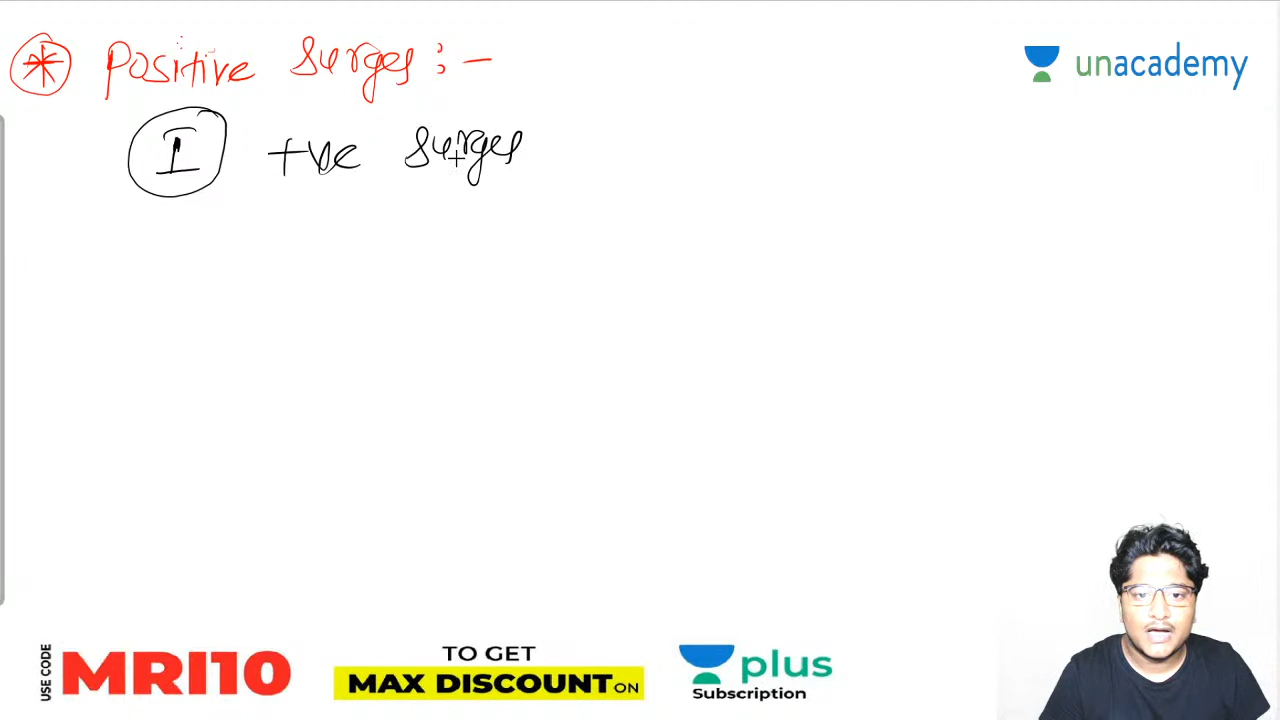 * Positive Surges :-
unacademy
I +ve Surges
USE CODE
MRI10
TO GET
MAX DISCOUNT ON
plus
Subscription